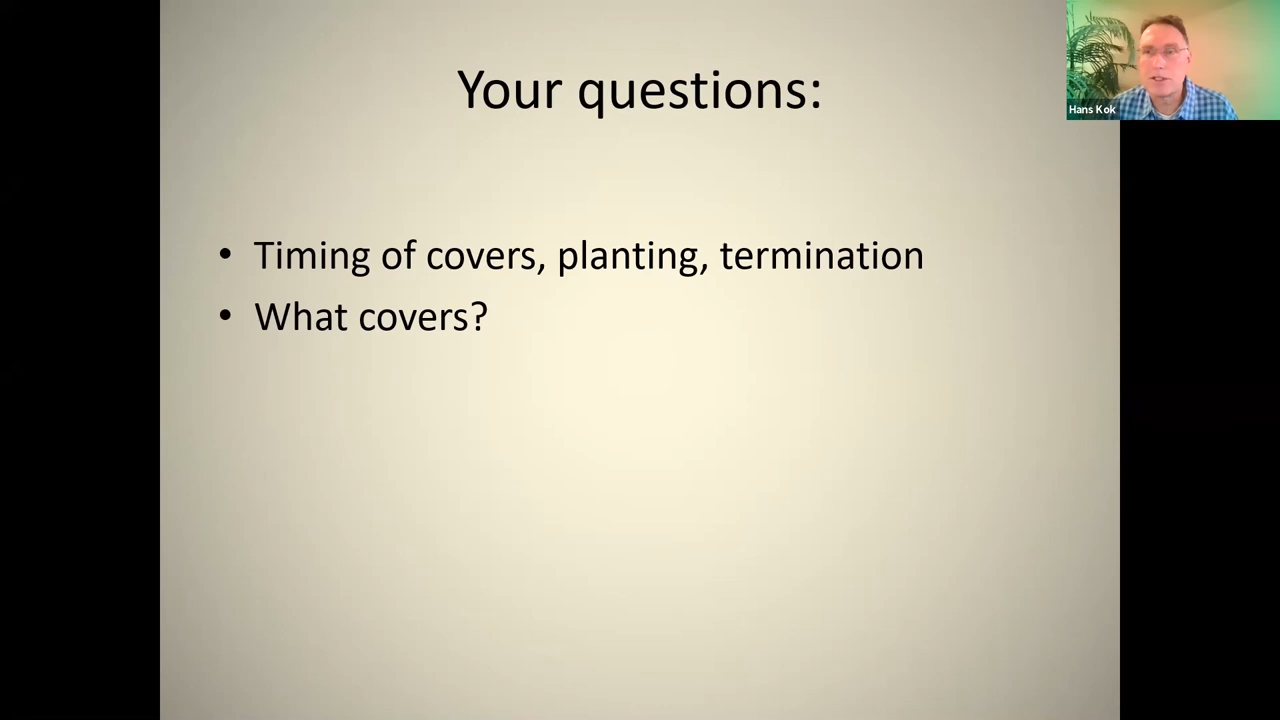 Your questions:
Hans Kok
• Timing of covers, planting, termination
• What covers?